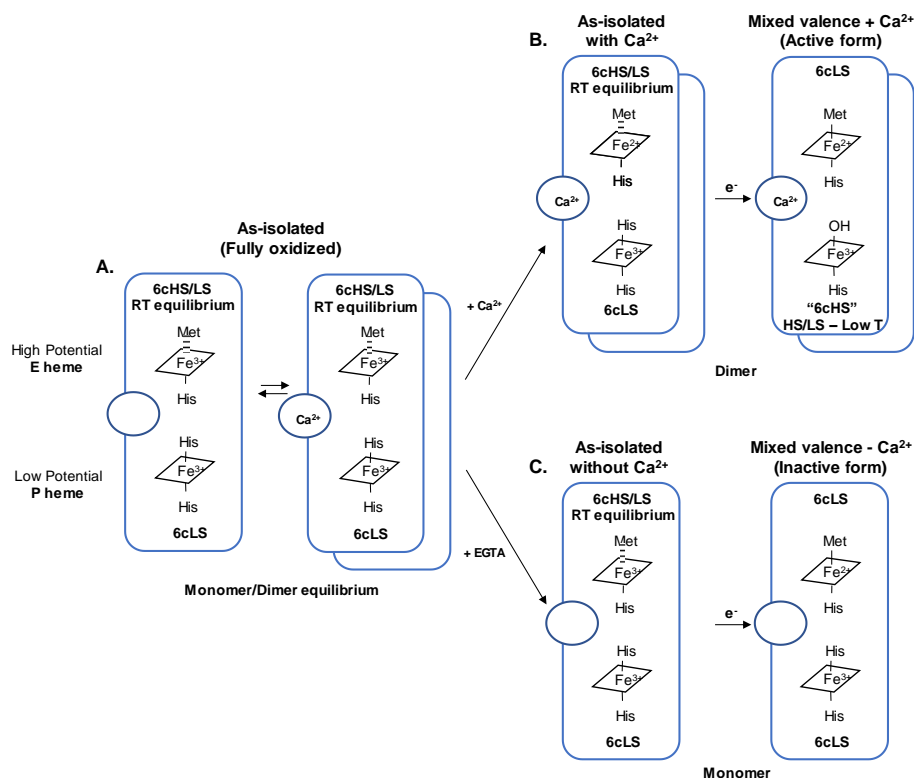 As-isolated
with Ca²⁺
Mixed valence + Ca²⁺
(Active form)
B.
6cHS/LS
RT equilibrium
Met
Fe²⁺
His
Ca²⁺
His
Fe³⁺
His
6cLS
e⁻
6cLS
Met
Fe²⁺
His
Ca²⁺
OH
Fe³⁺
His
“6cHS”
HS/LS – Low T
Dimer
As-isolated
(Fully oxidized)
A.
6cHS/LS
RT equilibrium
Met
Fe³⁺
His
His
Fe³⁺
His
6cLS
6cHS/LS
RT equilibrium
Met
Fe³⁺
His
Ca²⁺
His
Fe³⁺
His
6cLS
High Potential
E heme
Low Potential
P heme
Monomer/Dimer equilibrium
+ Ca²⁺
+ EGTA
C.
As-isolated
without Ca²⁺
Mixed valence - Ca²⁺
(Inactive form)
6cHS/LS
RT equilibrium
Met
Fe³⁺
His
His
Fe³⁺
His
6cLS
e⁻
6cLS
Met
Fe²⁺
His
His
Fe³⁺
His
6cLS
Monomer